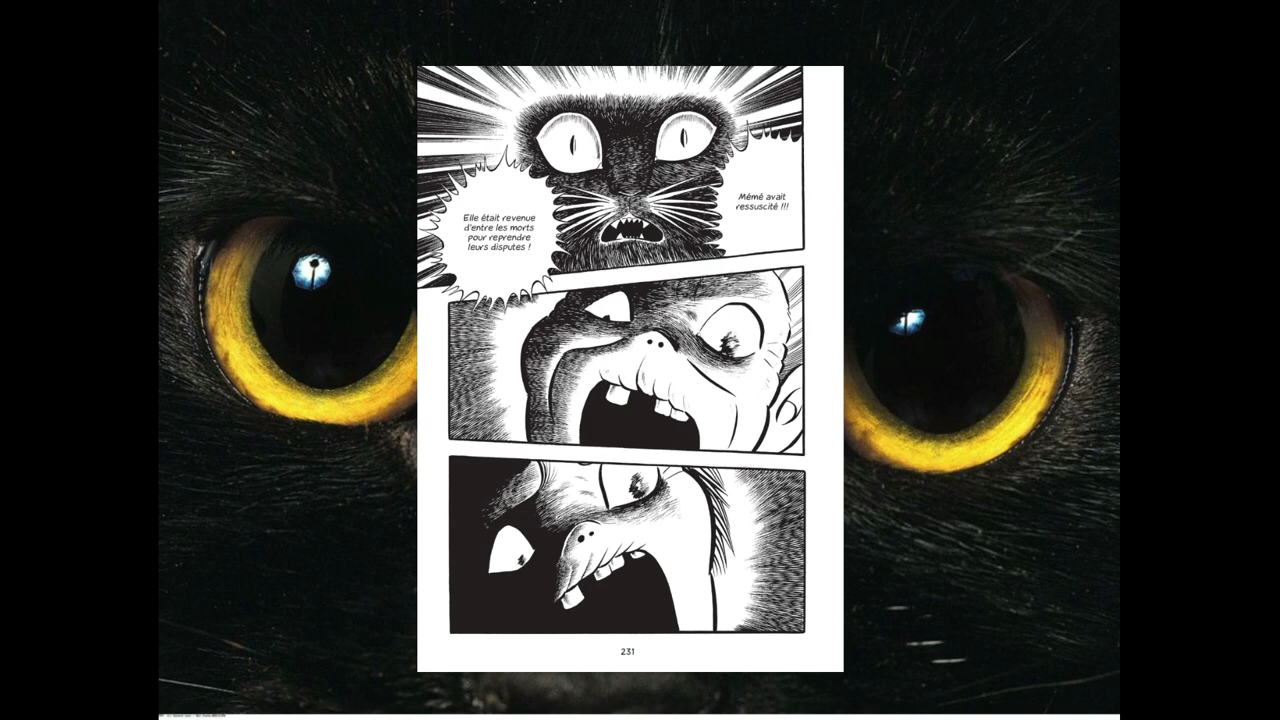 Elle était revenue
d'entre les morts
pour reprendre
leurs disputes !
Mémé avait
ressuscité !!!
231